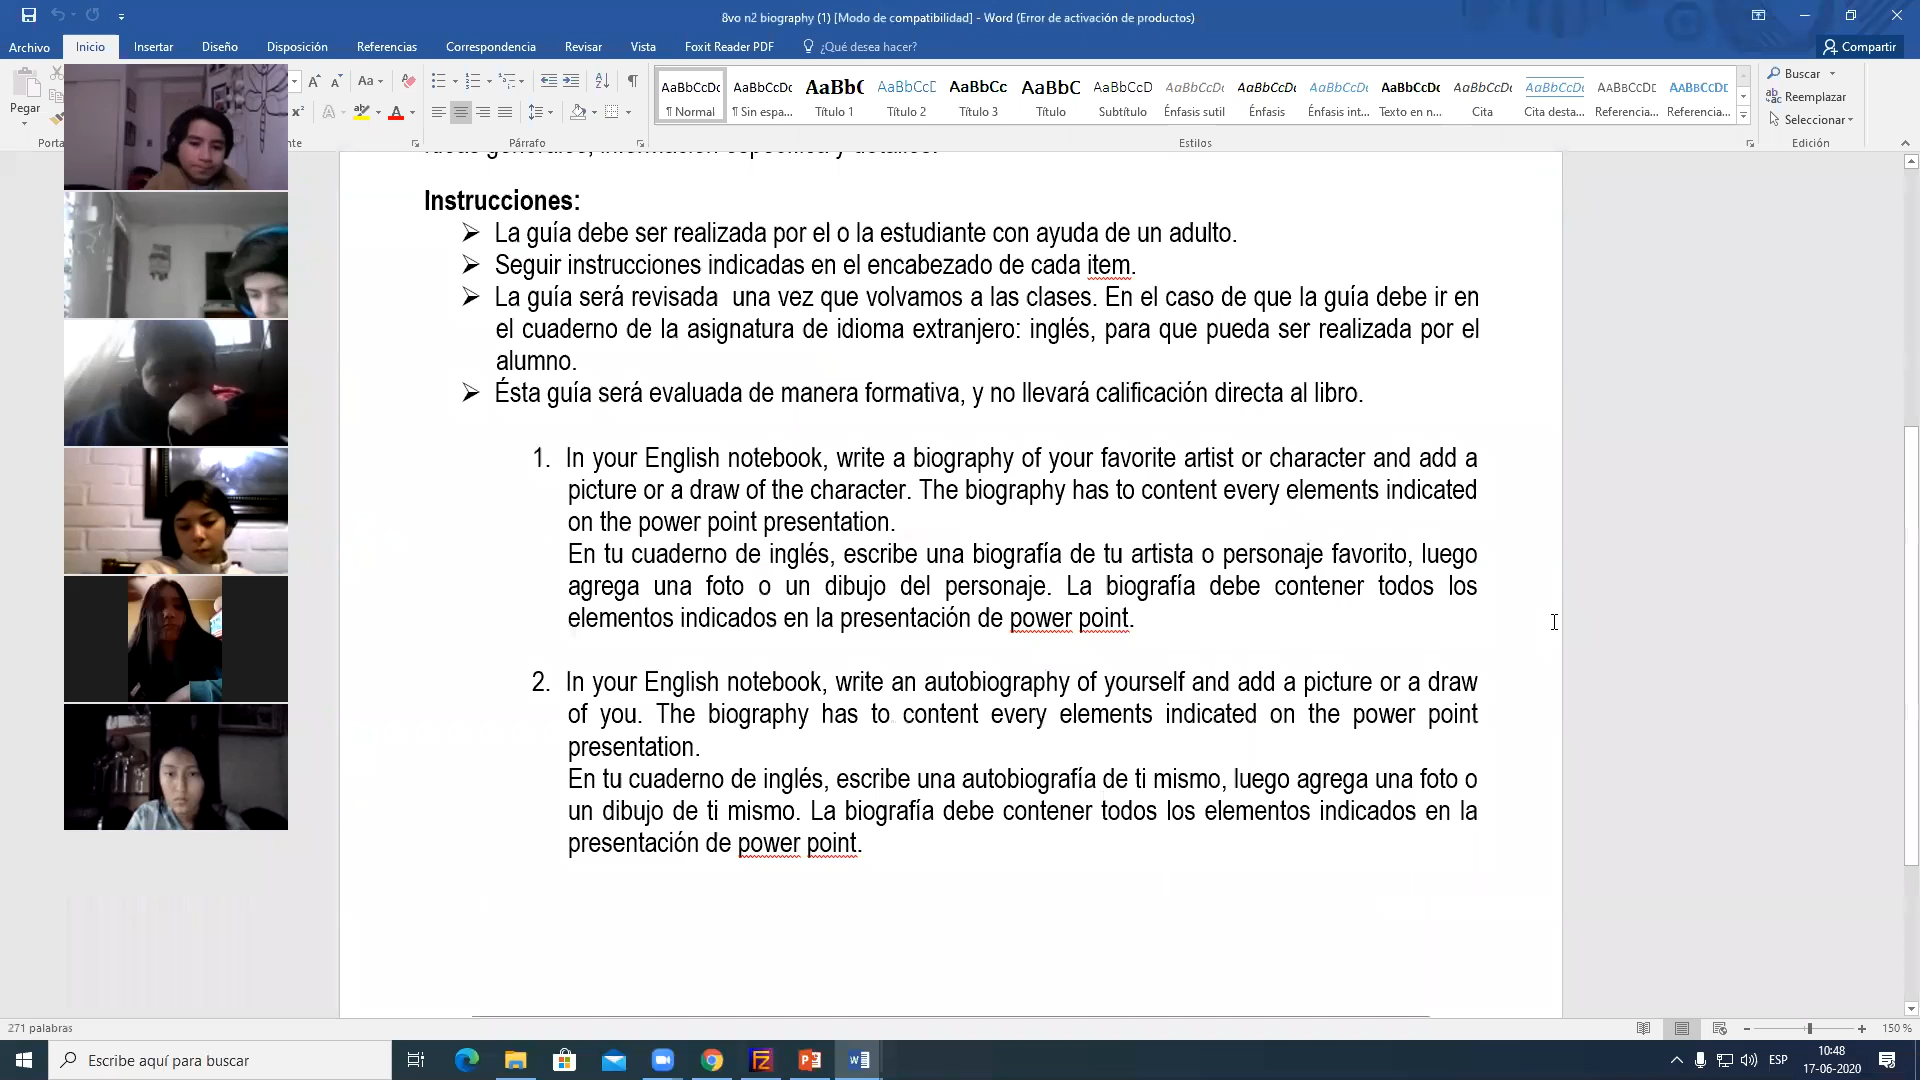 8vo n2 biography (1) [Modo de compatibilidad] - Word (Error de activación de productos)
Archivo Inicio Insertar Diseño Disposición Referencias Correspondencia Revisar Vista Foxit Reader PDF ¿Qué desea hacer? Compartir
Pegar
AaBbCcDc AaBbCcDc AaBbC AaBbCcC AaBbCc AaBbC AaBbCcD AaBbCcDc AaBbCcDc AaBbCcDc AaBbCcDc AaBbCcDc AaBbCcDc AABBCCDE AABBCCDE
¶ Normal ¶ Sin espa... Título 1 Título 2 Título 3 Título Subtítulo Énfasis sutil Énfasis Énfasis int... Texto en n... Cita Cita desta... Referencia... Referencia...
Buscar
Reemplazar
Seleccionar
Párrafo Estilos Edición
ideas generales, información específica y detalles.
Instrucciones:
➢ La guía debe ser realizada por el o la estudiante con ayuda de un adulto.
➢ Seguir instrucciones indicadas en el encabezado de cada item.
➢ La guía será revisada una vez que volvamos a las clases. En el caso de que la guía debe ir en
el cuaderno de la asignatura de idioma extranjero: inglés, para que pueda ser realizada por el
alumno.
➢ Ésta guía será evaluada de manera formativa, y no llevará calificación directa al libro.
1. In your English notebook, write a biography of your favorite artist or character and add a
picture or a draw of the character. The biography has to content every elements indicated
on the power point presentation.
En tu cuaderno de inglés, escribe una biografía de tu artista o personaje favorito, luego
agrega una foto o un dibujo del personaje. La biografía debe contener todos los
elementos indicados en la presentación de power point.
2. In your English notebook, write an autobiography of yourself and add a picture or a draw
of you. The biography has to content every elements indicated on the power point
presentation.
En tu cuaderno de inglés, escribe una autobiografía de ti mismo, luego agrega una foto o
un dibujo de ti mismo. La biografía debe contener todos los elementos indicados en la
presentación de power point.
271 palabras
150 %
Escribe aquí para buscar
ESP
10:48
17-06-2020